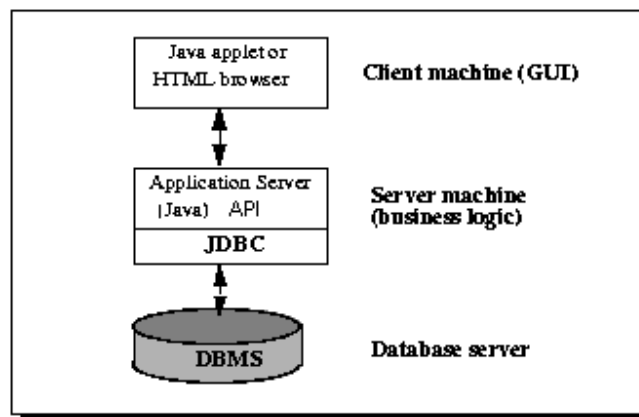 Java applet or
HTML browser
Client machine (GUI)
Application Server
(Java) API
JDBC
Server machine
(business logic)
DBMS
Database server